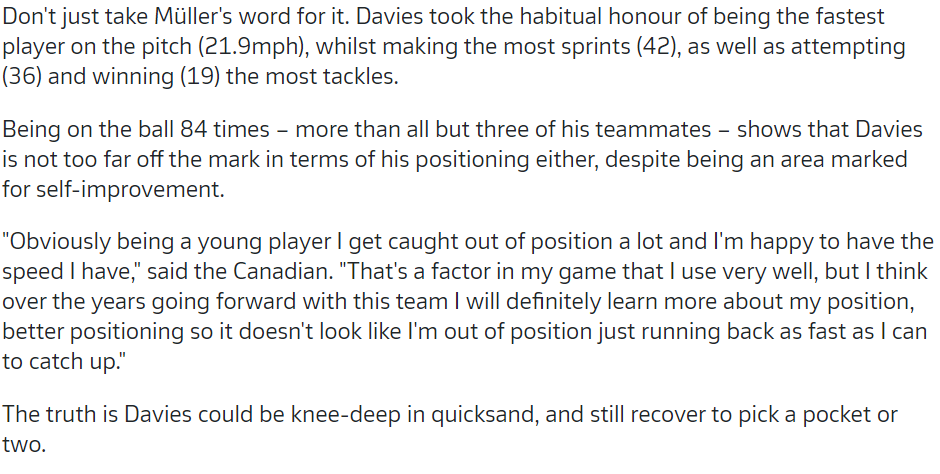 Don't just take Müller's word for it. Davies took the habitual honour of being the fastest
player on the pitch (21.9mph), whilst making the most sprints (42), as well as attempting
(36) and winning (19) the most tackles.
Being on the ball 84 times – more than all but three of his teammates – shows that Davies
is not too far off the mark in terms of his positioning either, despite being an area marked
for self-improvement.
"Obviously being a young player I get caught out of position a lot and I'm happy to have the
speed I have," said the Canadian. "That's a factor in my game that I use very well, but I think
over the years going forward with this team I will definitely learn more about my position,
better positioning so it doesn't look like I'm out of position just running back as fast as I can
to catch up."
The truth is Davies could be knee-deep in quicksand, and still recover to pick a pocket or
two.